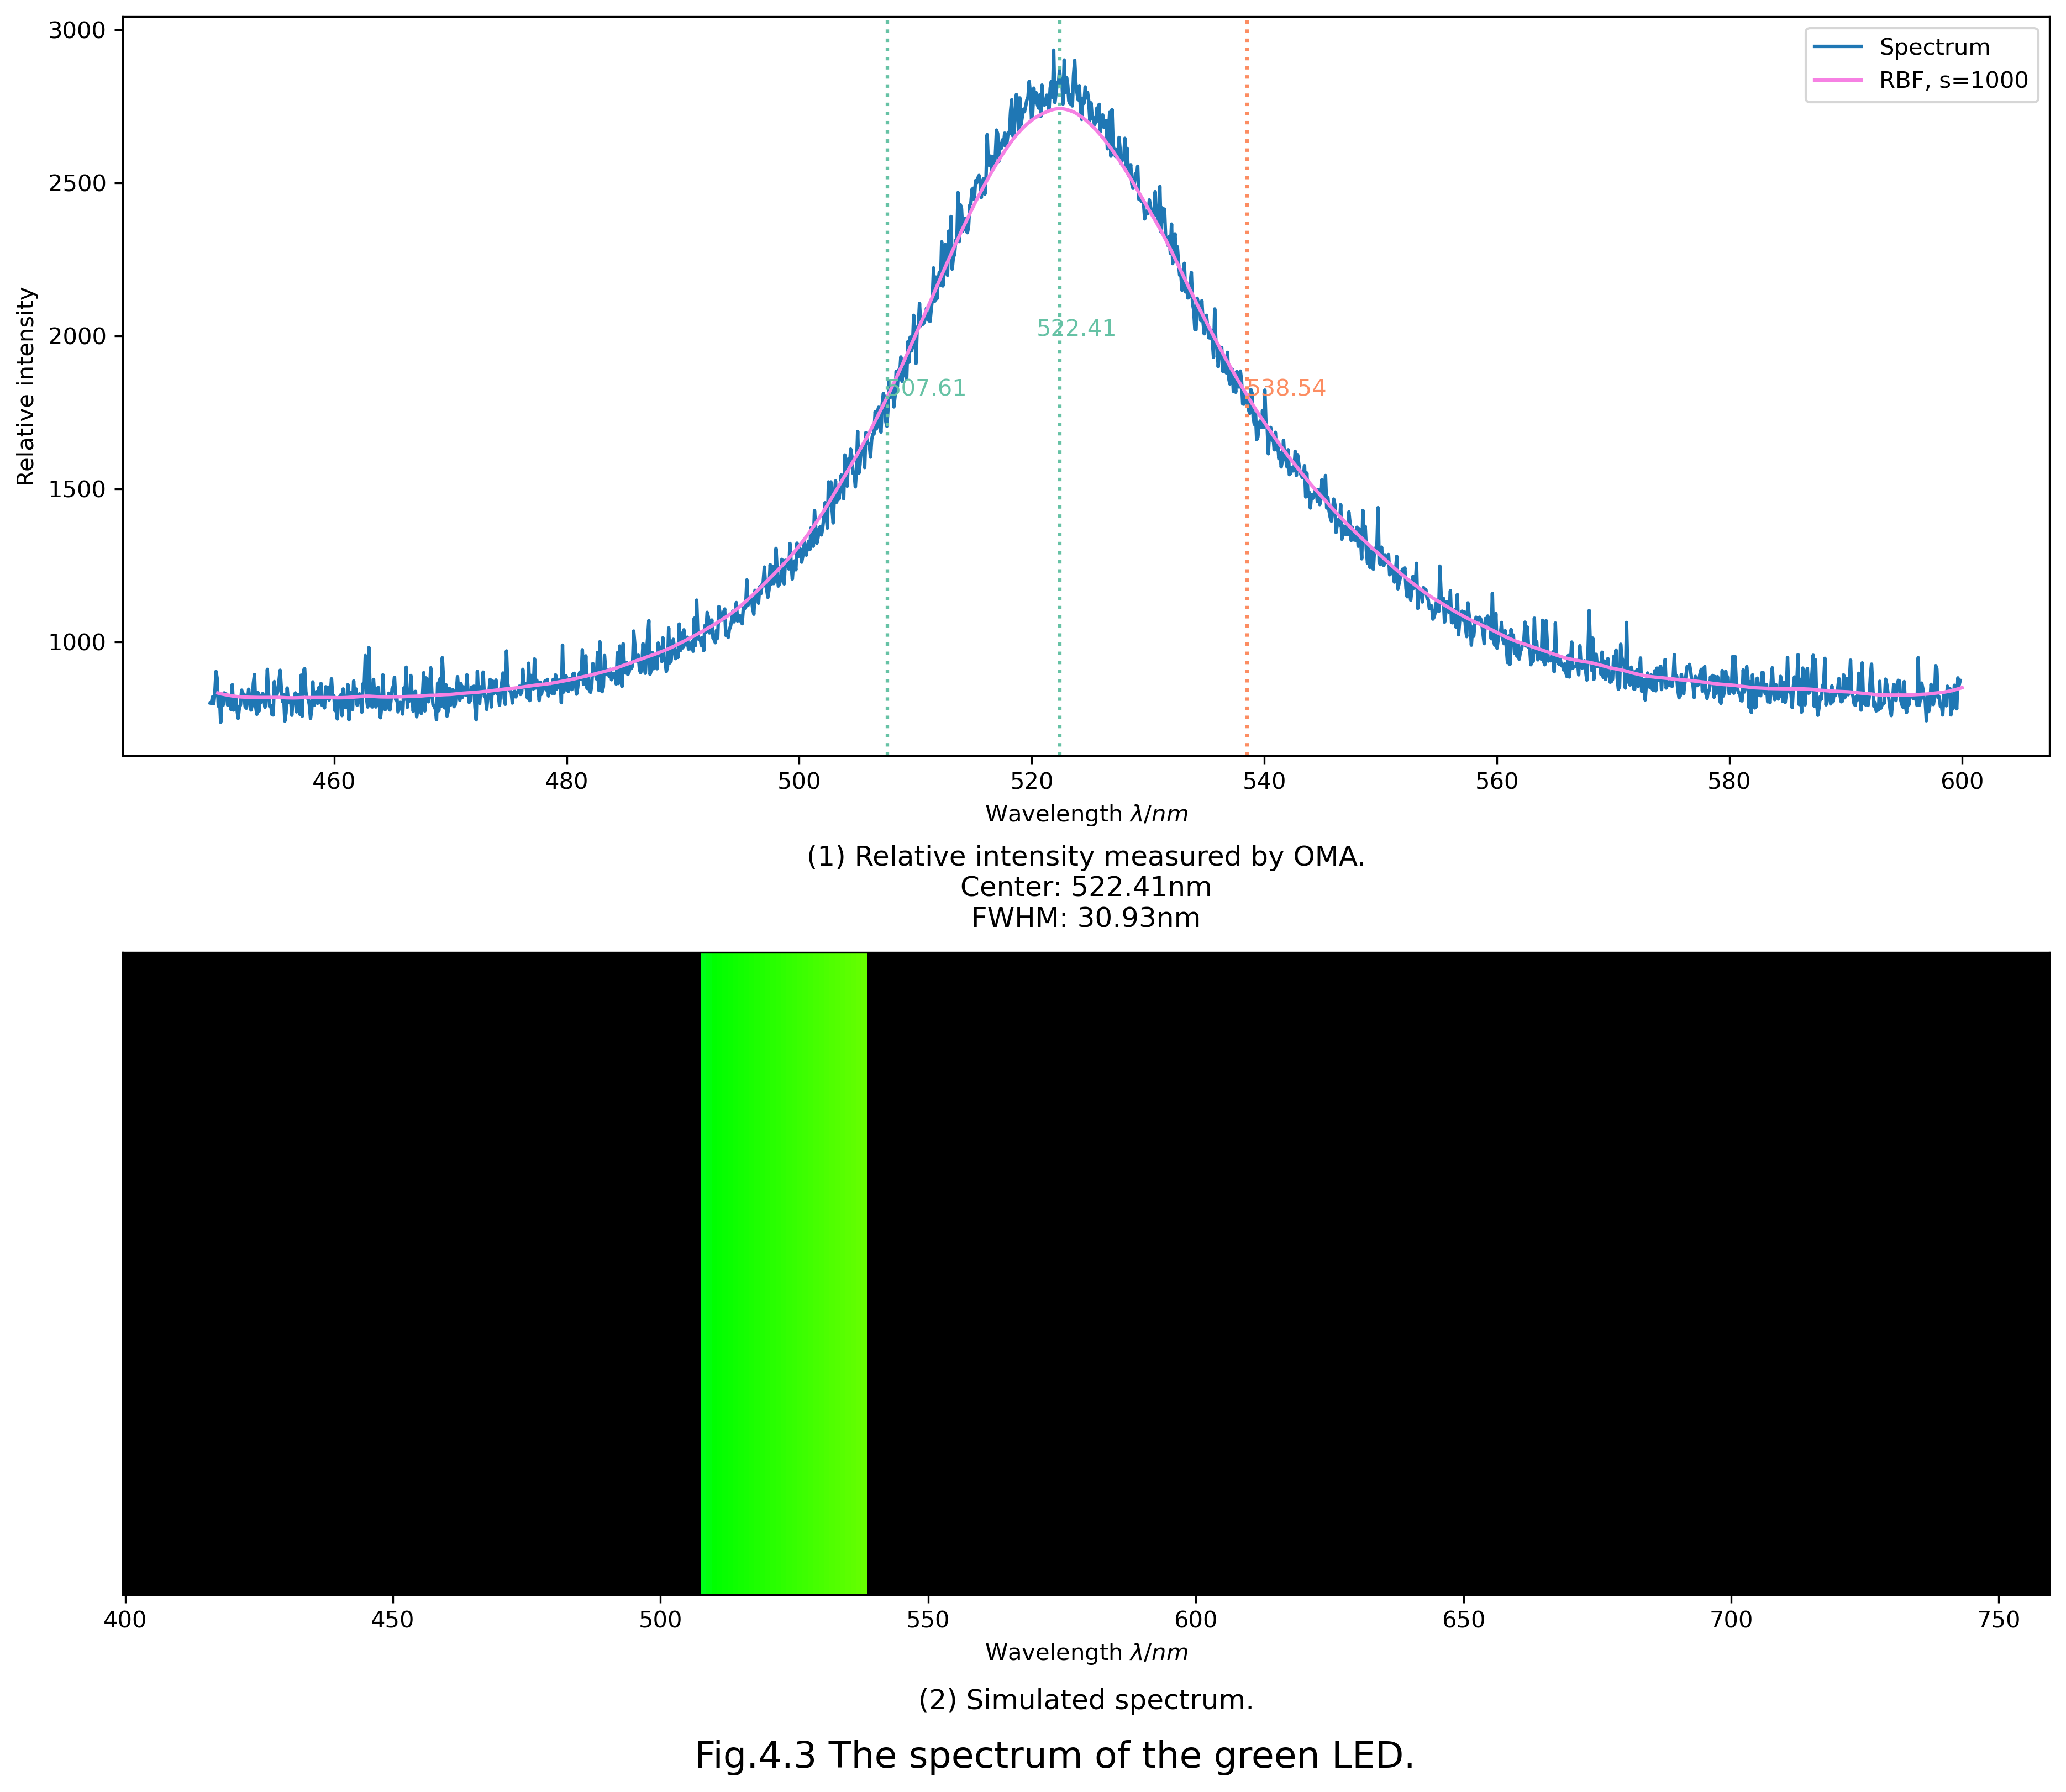 3000
2500
2000
1500
1000
Relative intensity
Spectrum
RBF, s=1000
522.41
507.61
538.54
460 480 500 520 540 560 580 600
Wavelength λ/nm
(1) Relative intensity measured by OMA.
Center: 522.41nm
FWHM: 30.93nm
400 450 500 550 600 650 700 750
Wavelength λ/nm
(2) Simulated spectrum.
Fig.4.3 The spectrum of the green LED.